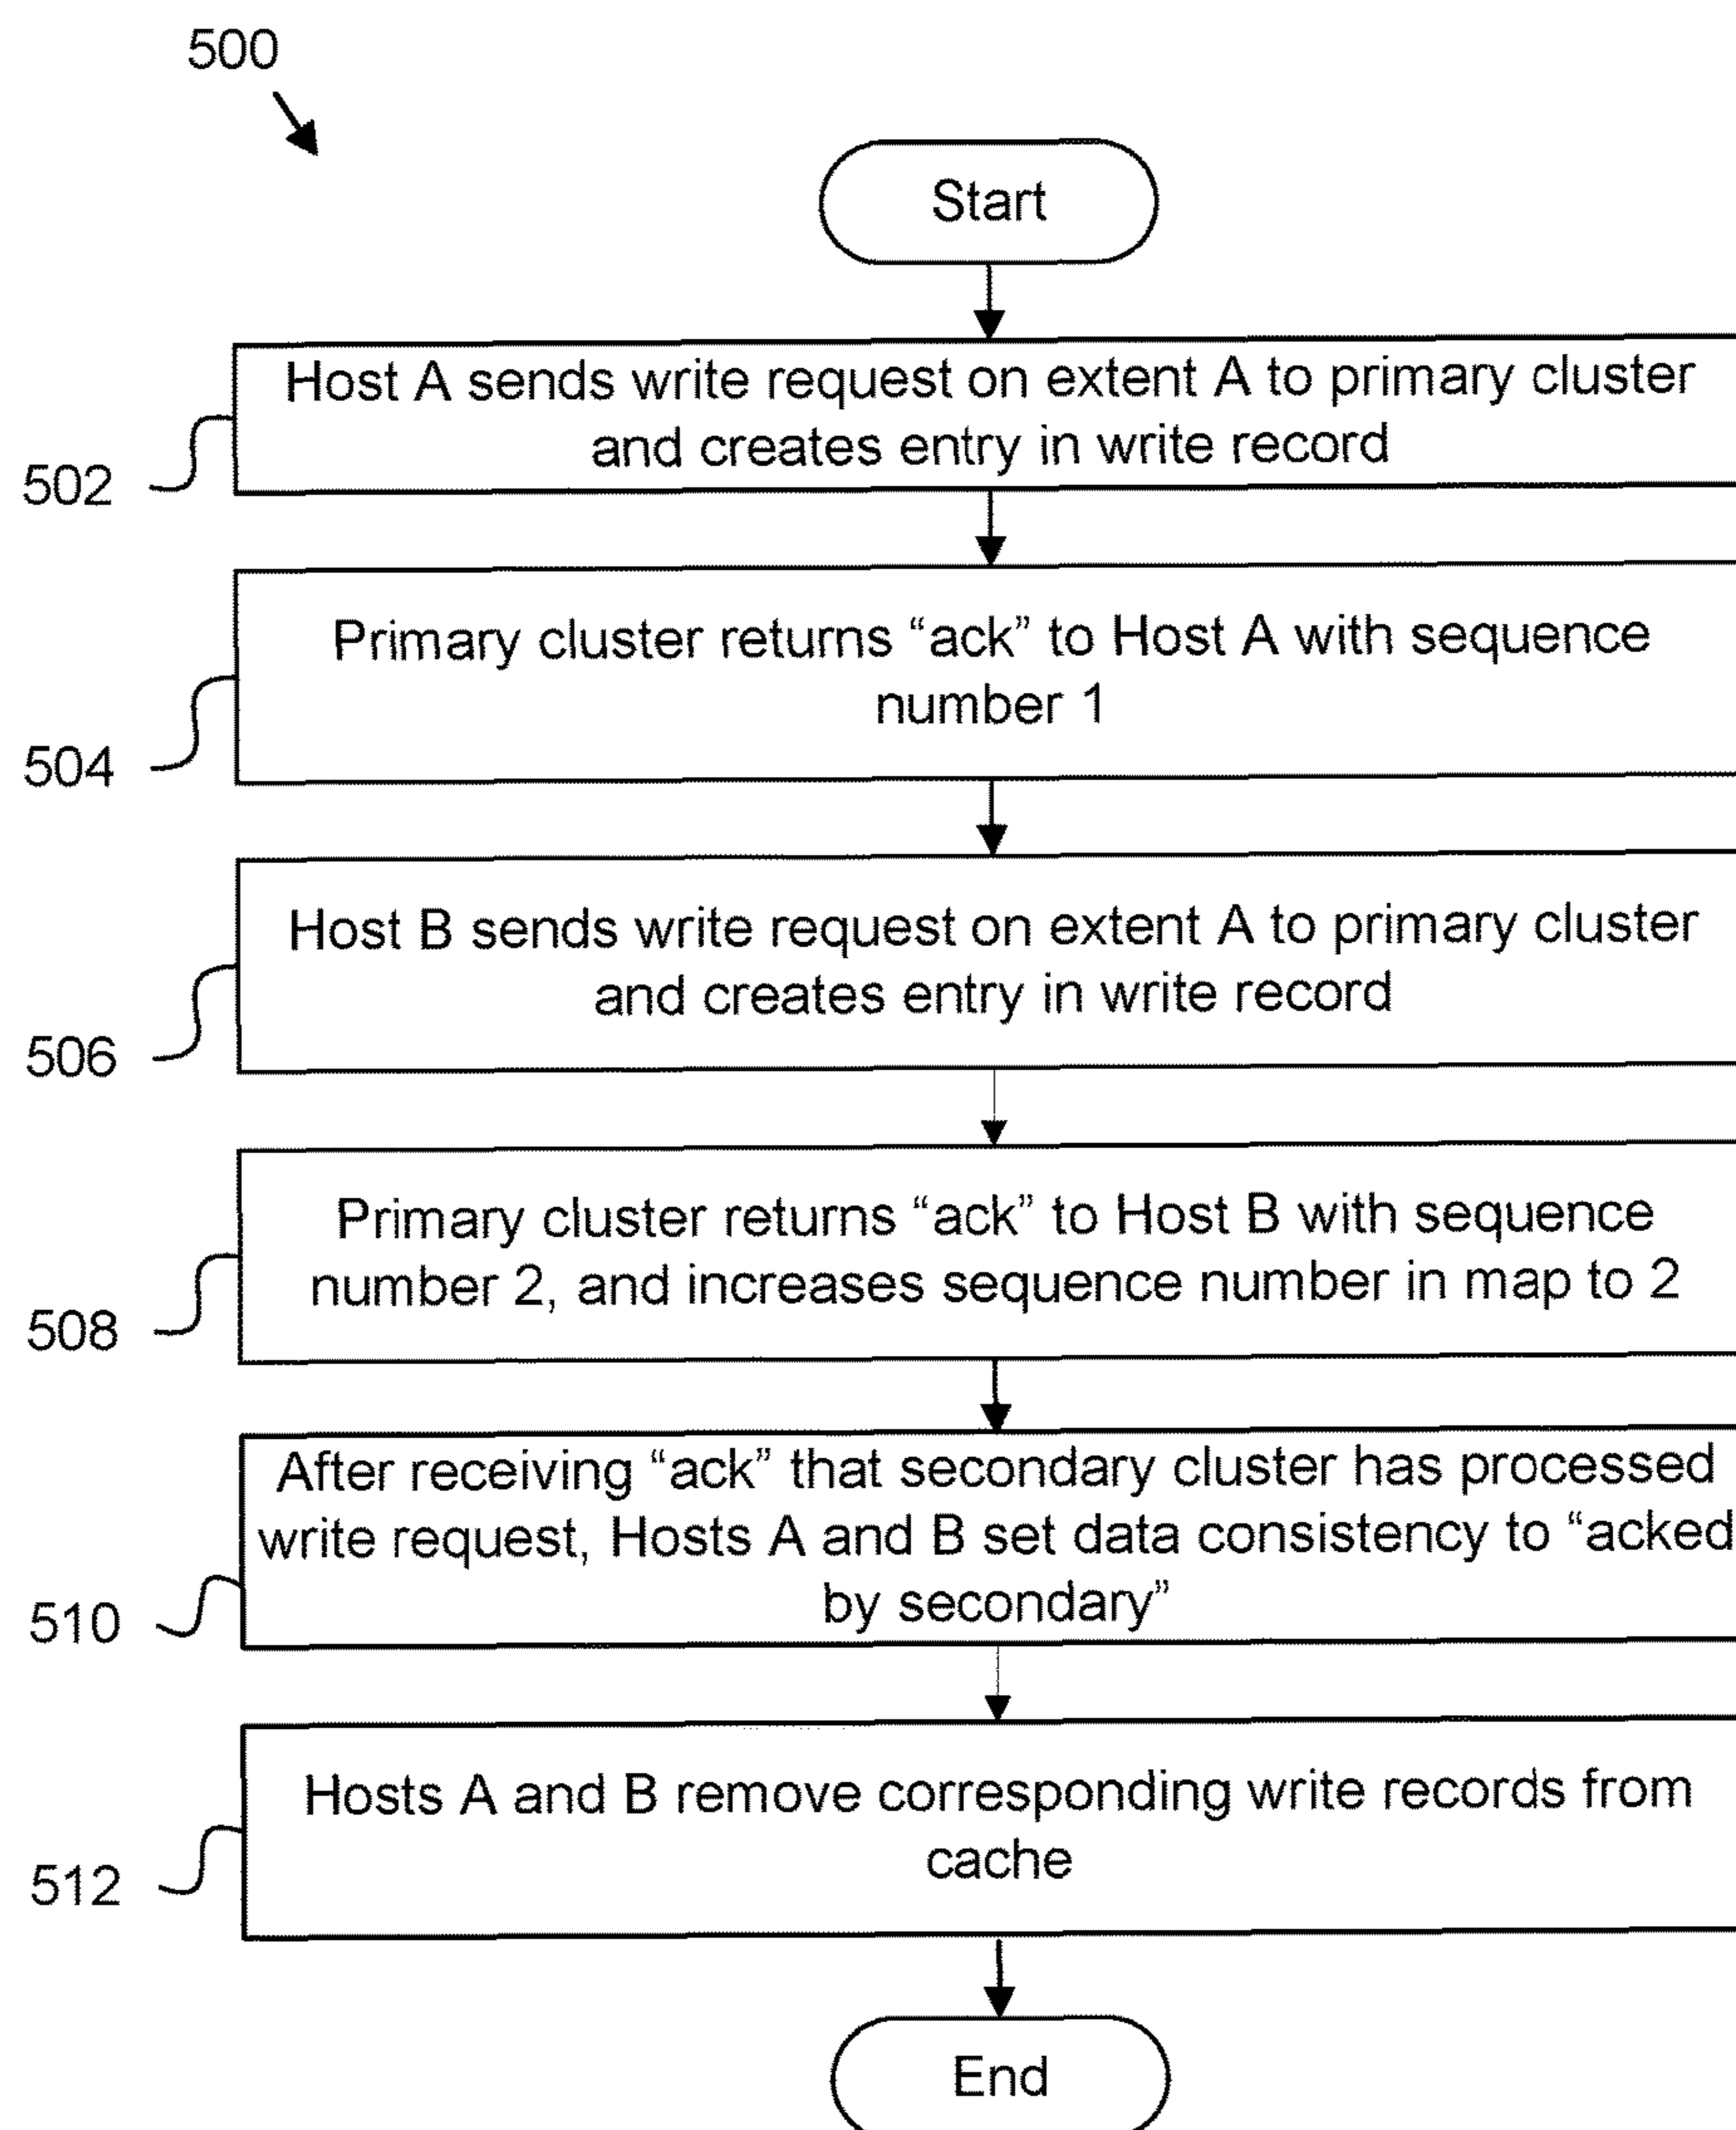 500
Start
Host A sends write request on extent A to primary cluster
and creates entry in write record
502
Primary cluster returns “ack” to Host A with sequence
number 1
504
Host B sends write request on extent A to primary cluster
and creates entry in write record
506
Primary cluster returns “ack” to Host B with sequence
number 2, and increases sequence number in map to 2
508
After receiving “ack” that secondary cluster has processed
write request, Hosts A and B set data consistency to “acked
by secondary”
510
Hosts A and B remove corresponding write records from
cache
512
End